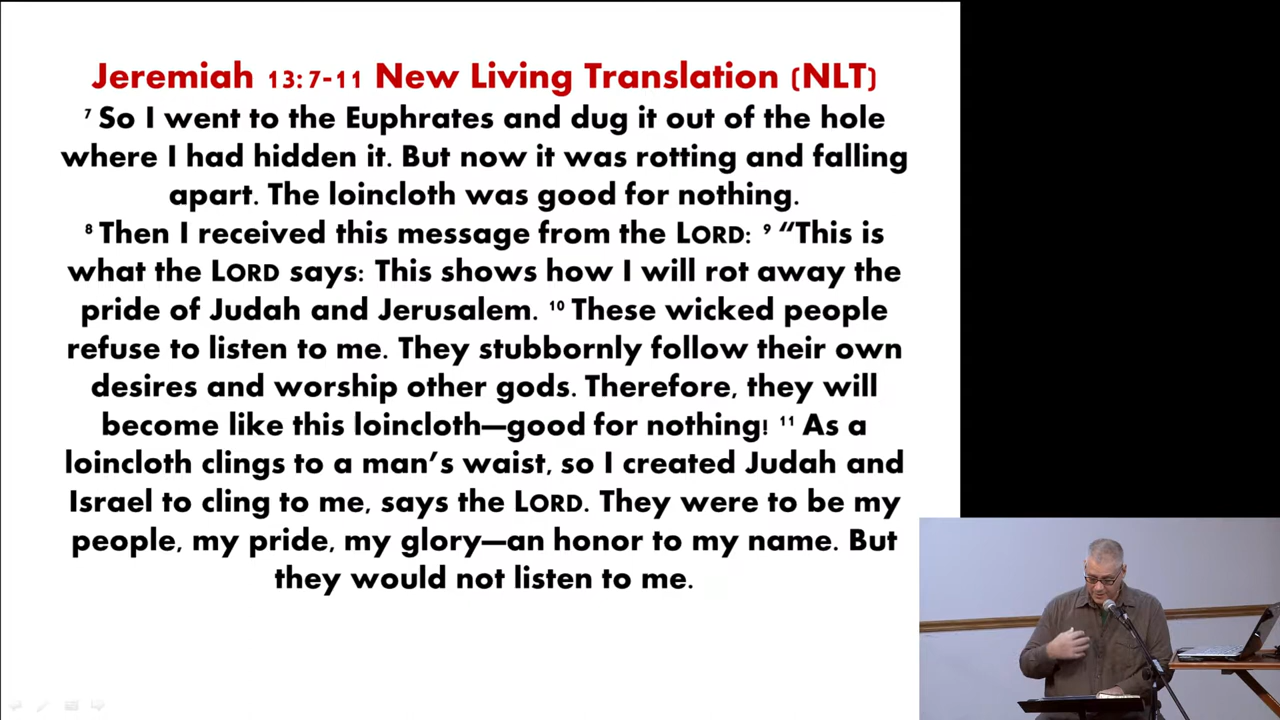 Jeremiah 13:7-11 New Living Translation (NLT)
7 So I went to the Euphrates and dug it out of the hole
where I had hidden it. But now it was rotting and falling
apart. The loincloth was good for nothing.
8 Then I received this message from the LORD: 9 “This is
what the LORD says: This shows how I will rot away the
pride of Judah and Jerusalem. 10 These wicked people
refuse to listen to me. They stubbornly follow their own
desires and worship other gods. Therefore, they will
become like this loincloth—good for nothing! 11 As a
loincloth clings to a man’s waist, so I created Judah and
Israel to cling to me, says the LORD. They were to be my
people, my pride, my glory—an honor to my name. But
they would not listen to me.